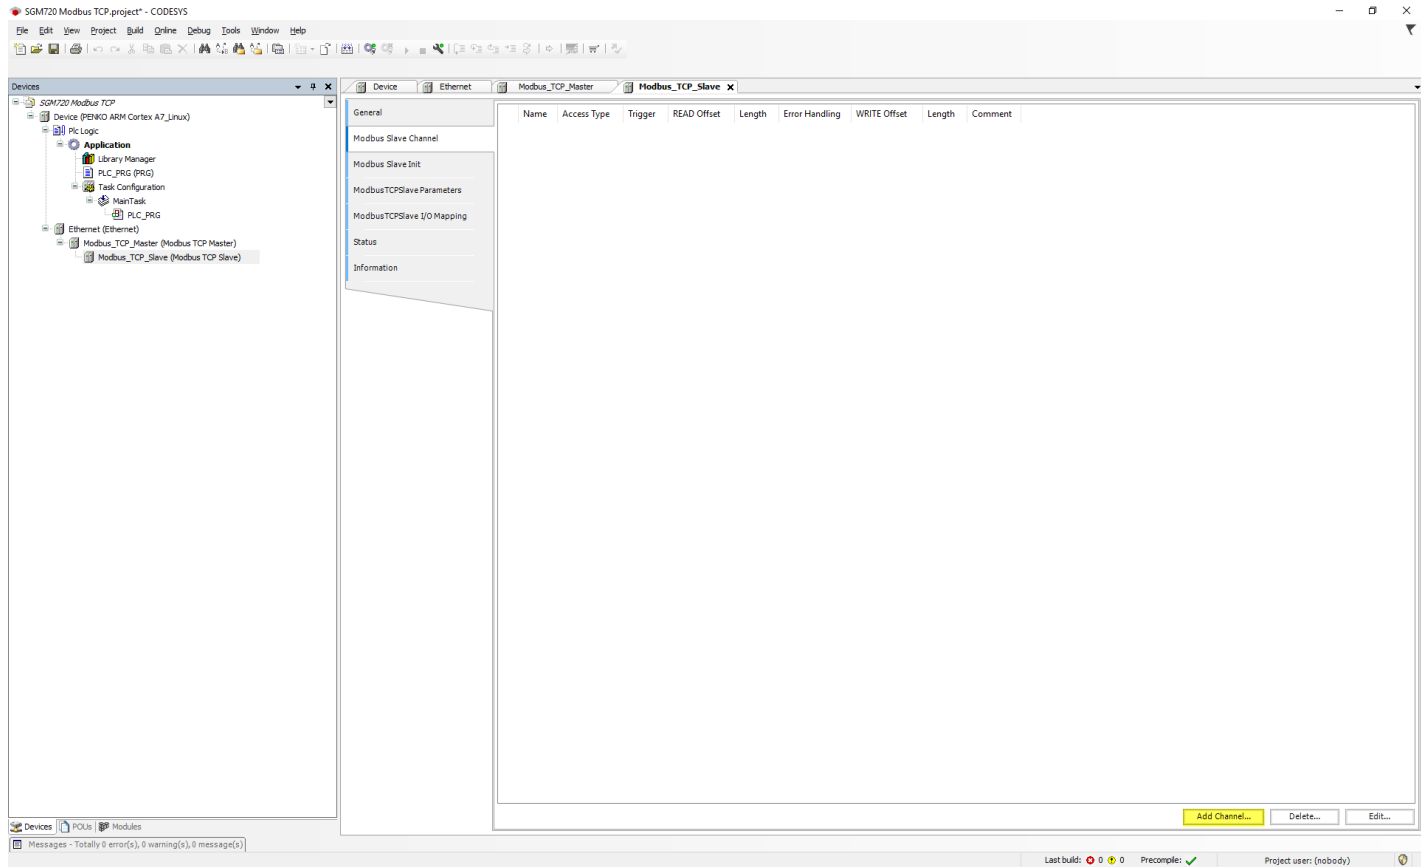 SGM720 Modbus TCP.project* - CODESYS
File Edit View Project Build Online Debug Tools Window Help
Devices
SGM720 Modbus TCP
Device (PENKO ARM Cortex A7_Linux)
Plc Logic
Application
Library Manager
PLC_PRG (PRG)
Task Configuration
MainTask
PLC_PRG
Ethernet (Ethernet)
Modbus_TCP_Master (Modbus TCP Master)
Modbus_TCP_Slave (Modbus TCP Slave)
Device Ethernet Modbus_TCP_Master Modbus_TCP_Slave
General
Modbus Slave Channel
Modbus Slave Init
ModbusTCPSlave Parameters
ModbusTCPSlave I/O Mapping
Status
Information
Name Access Type Trigger READ Offset Length Error Handling WRITE Offset Length Comment
Add Channel... Delete... Edit...
Devices POUs Modules
Messages - Totally 0 error(s), 0 warning(s), 0 message(s)
Last build: 0 0 Precompile: Project user: (nobody)